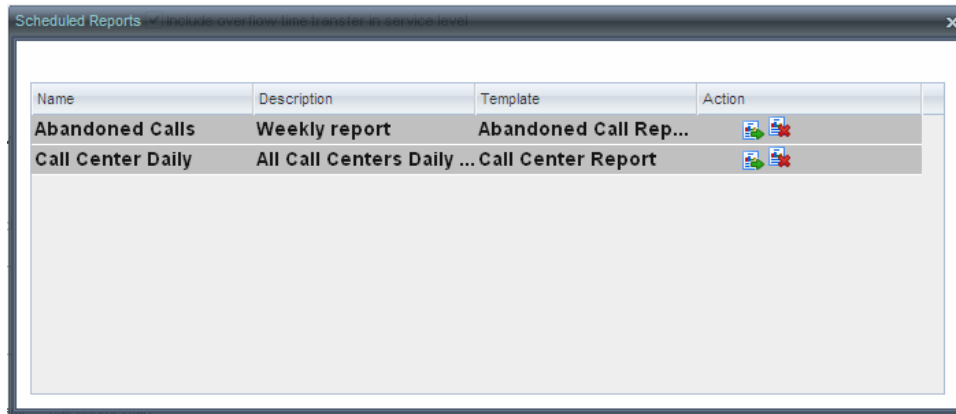 Scheduled Reports Include overflow time transfer in service level
Name Description Template Action
Abandoned Calls Weekly report Abandoned Call Rep...
Call Center Daily All Call Centers Daily ... Call Center Report